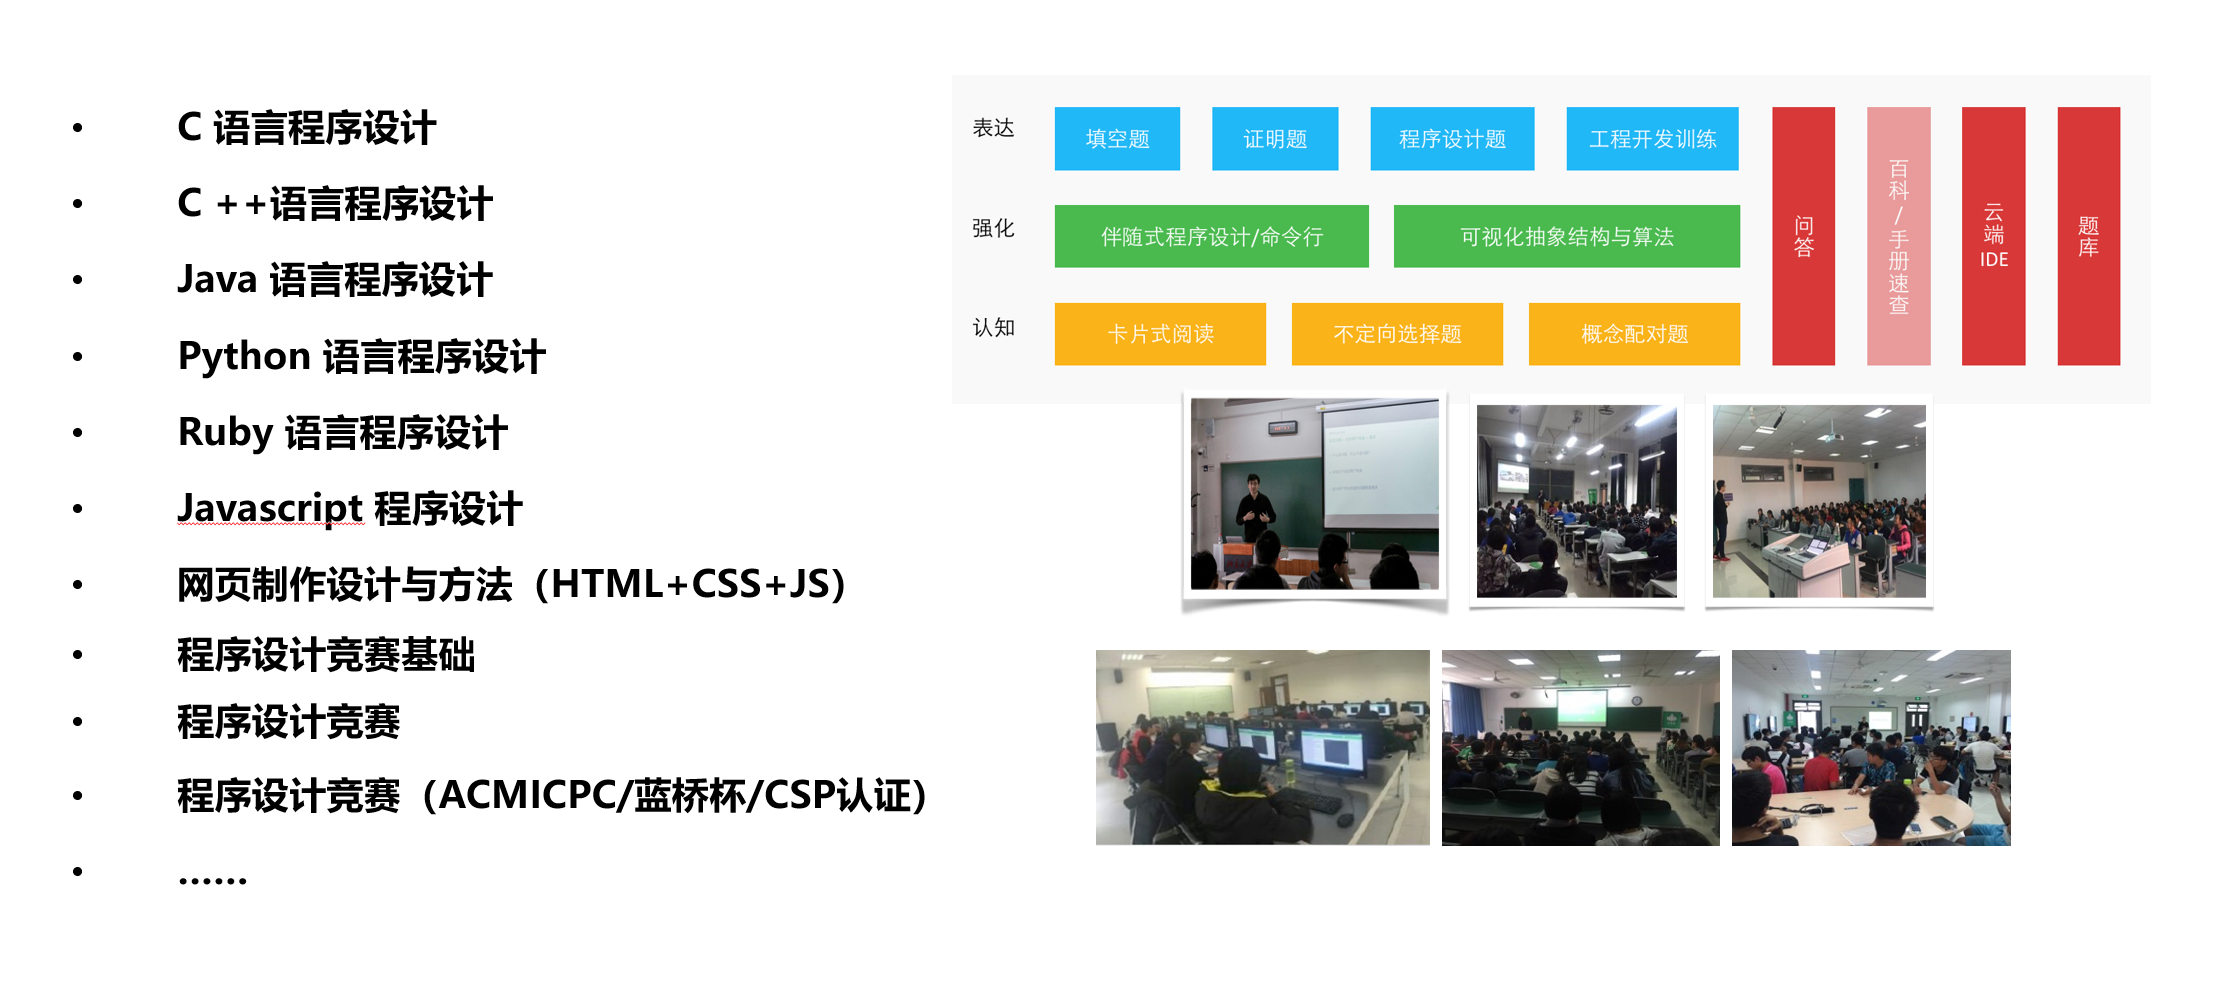 C 语言程序设计
C ++语言程序设计
Java 语言程序设计
Python 语言程序设计
Ruby 语言程序设计
Javascript 程序设计
网页制作设计与方法（HTML+CSS+JS）
程序设计竞赛基础
程序设计竞赛
程序设计竞赛（ACMICPC/蓝桥杯/CSP认证）
......
表达
填空题
证明题
程序设计题
工程开发训练
强化
伴随式程序设计/命令行
可视化抽象结构与算法
认知
卡片式阅读
不定向选择题
概念配对题
问答
百科/手册速查
云端IDE
题库